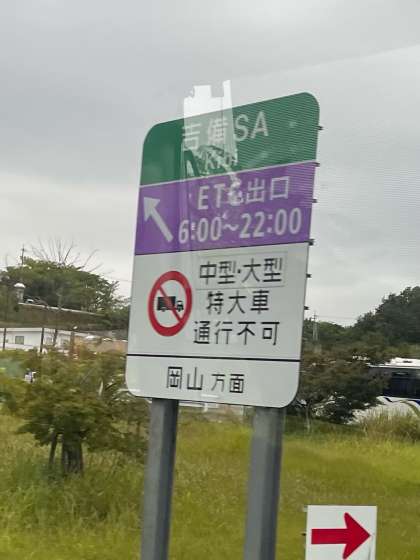 吉備SA
ETC出口
6:00~22:00
中型・大型
特大車
通行不可
岡山 方面